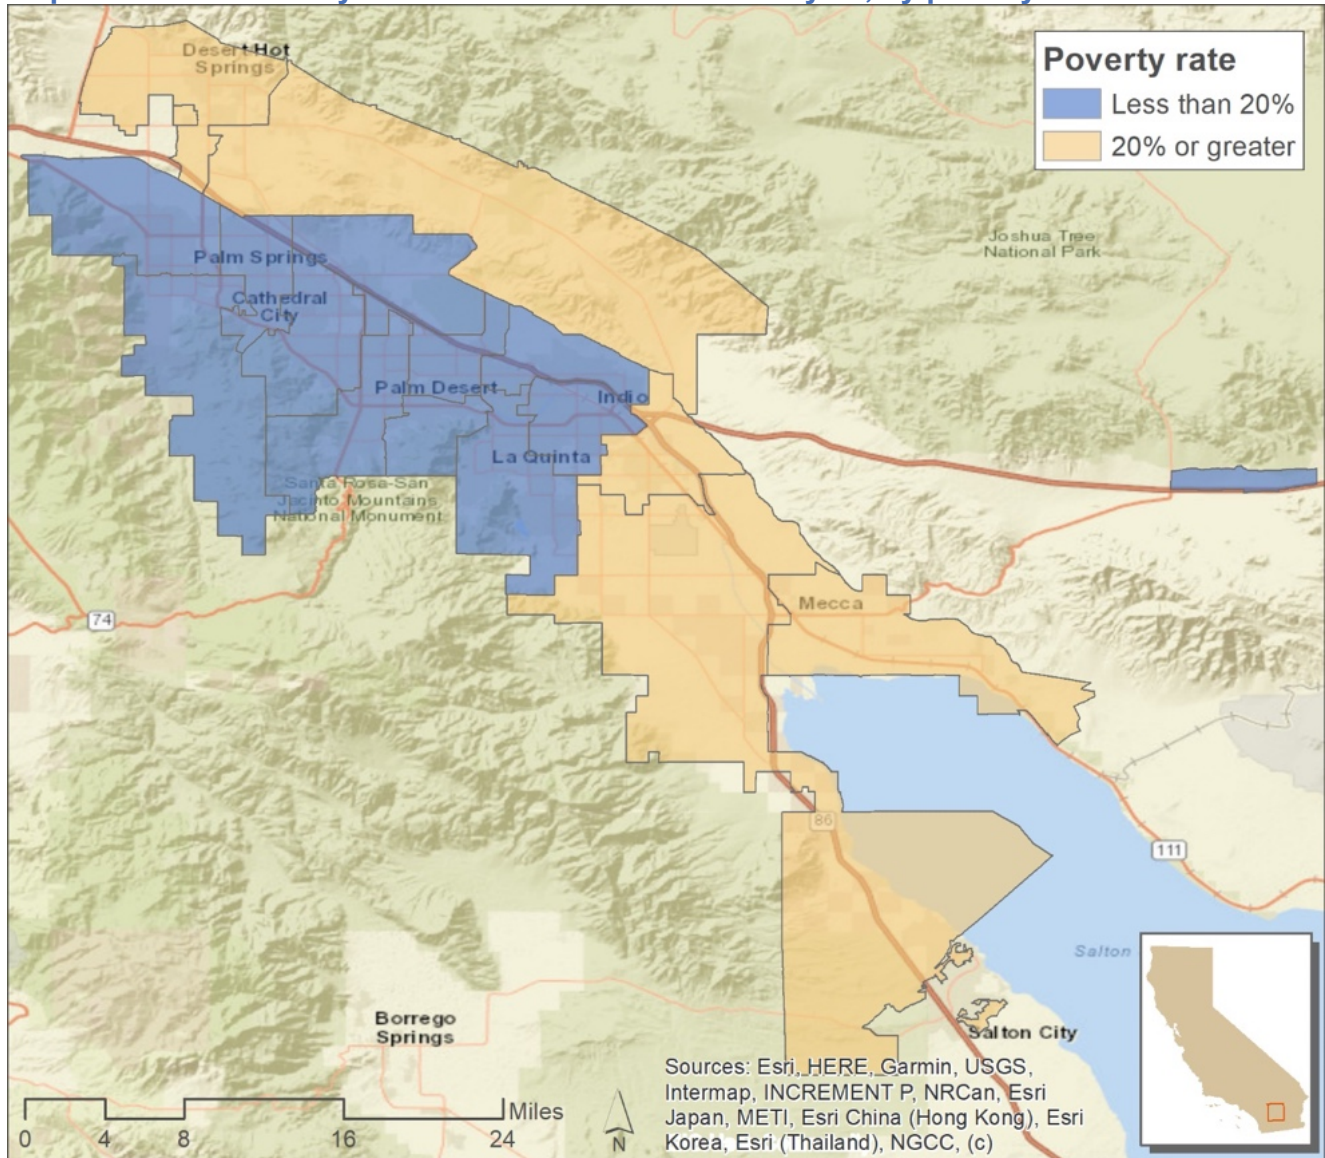 Poverty rate
Less than 20%
20% or greater
Desert Hot
Springs
Joshua Tree
National Park
Palm Springs
Cathedral
City
Palm Desert
Indio
La Quinta
Santa Rosa-San
Jacinto Mountains
National Monument
74
Mecca
86
111
Salton
Borrego
Springs
Salton City
Sources: Esri, HERE, Garmin, USGS,
Intermap, INCREMENT P, NRCan, Esri
Japan, METI, Esri China (Hong Kong), Esri
Korea, Esri (Thailand), NGCC, (c)
Miles
0 4 8 16 24
N